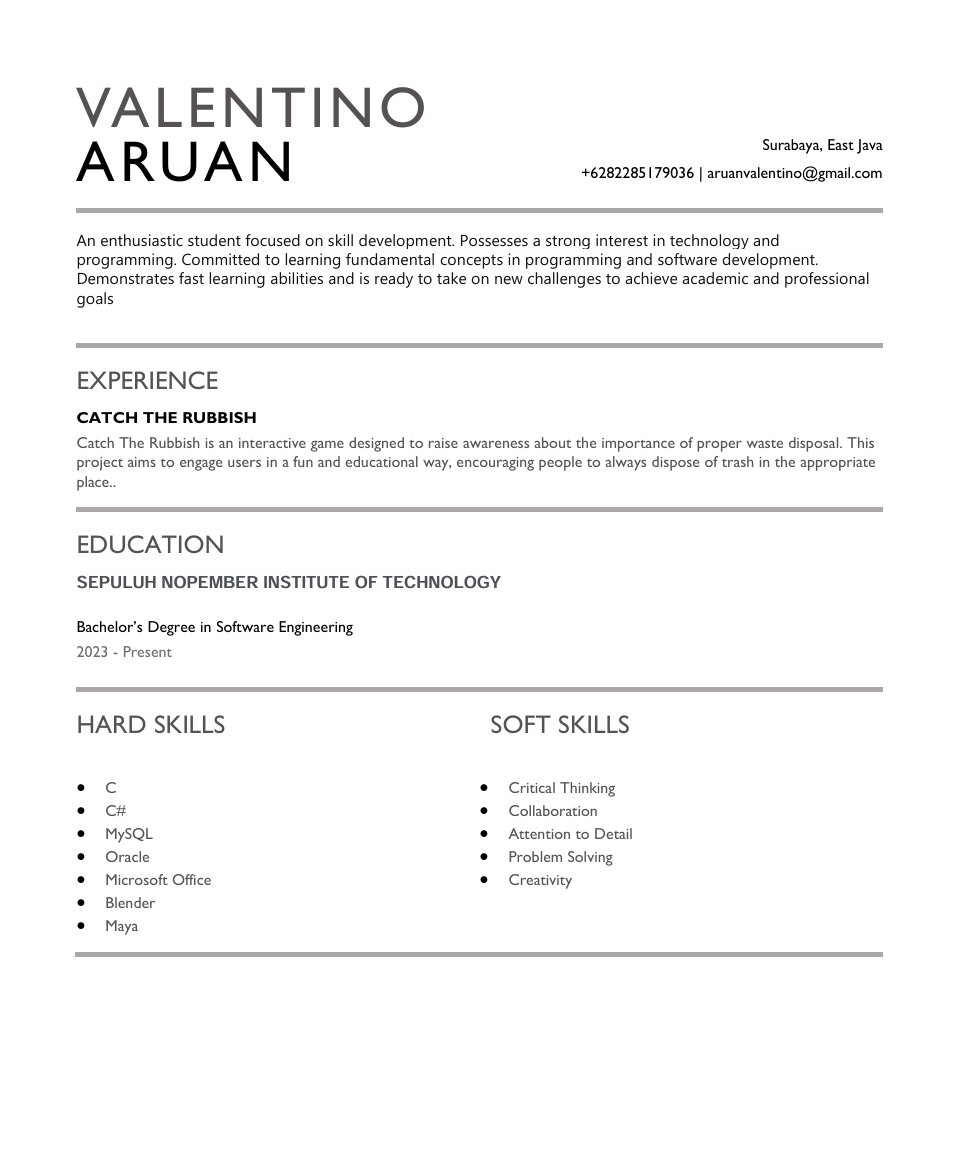 VALENTINO
ARUAN
Surabaya, East Java
+6282285179036 | aruanvalentino@gmail.com
An enthusiastic student focused on skill development. Possesses a strong interest in technology and
programming. Committed to learning fundamental concepts in programming and software development.
Demonstrates fast learning abilities and is ready to take on new challenges to achieve academic and professional
goals
EXPERIENCE
CATCH THE RUBBISH
Catch The Rubbish is an interactive game designed to raise awareness about the importance of proper waste disposal. This
project aims to engage users in a fun and educational way, encouraging people to always dispose of trash in the appropriate
place..
EDUCATION
SEPULUH NOPEMBER INSTITUTE OF TECHNOLOGY
Bachelor’s Degree in Software Engineering
2023 - Present
HARD SKILLS
● C
● C#
● MySQL
● Oracle
● Microsoft Office
● Blender
● Maya
SOFT SKILLS
● Critical Thinking
● Collaboration
● Attention to Detail
● Problem Solving
● Creativity